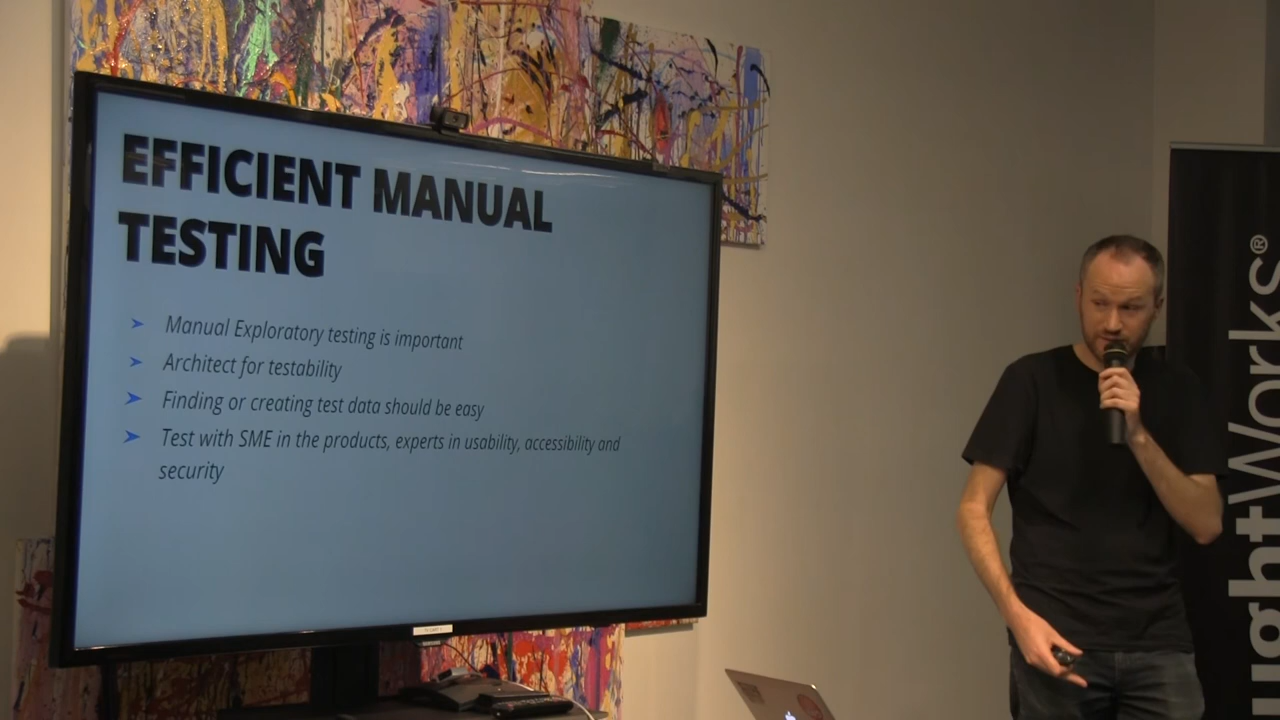 EFFICIENT MANUAL
TESTING
Manual Exploratory testing is important
Architect for testability
Finding or creating test data should be easy
Test with SME in the products, experts in usability, accessibility and
security
ughtWorks®